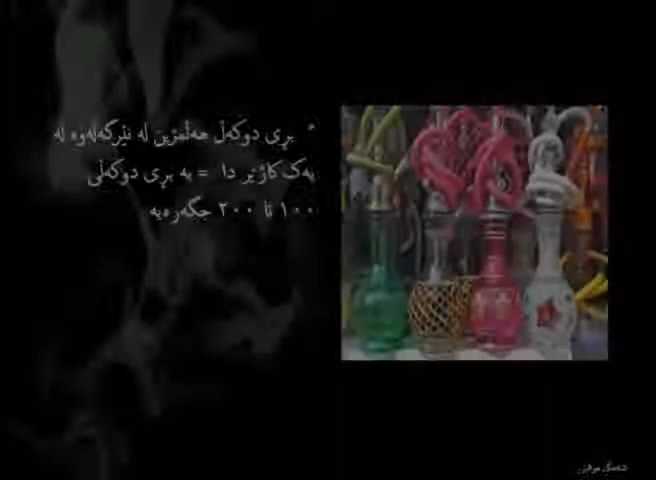 * بڕی دوکەڵ هەڵمژین لە نێرگەلەوە لە
یەک کاژێر دا = بە بڕی دوکەڵی
١٠٠ تا ٢٠٠ جگەرەیە